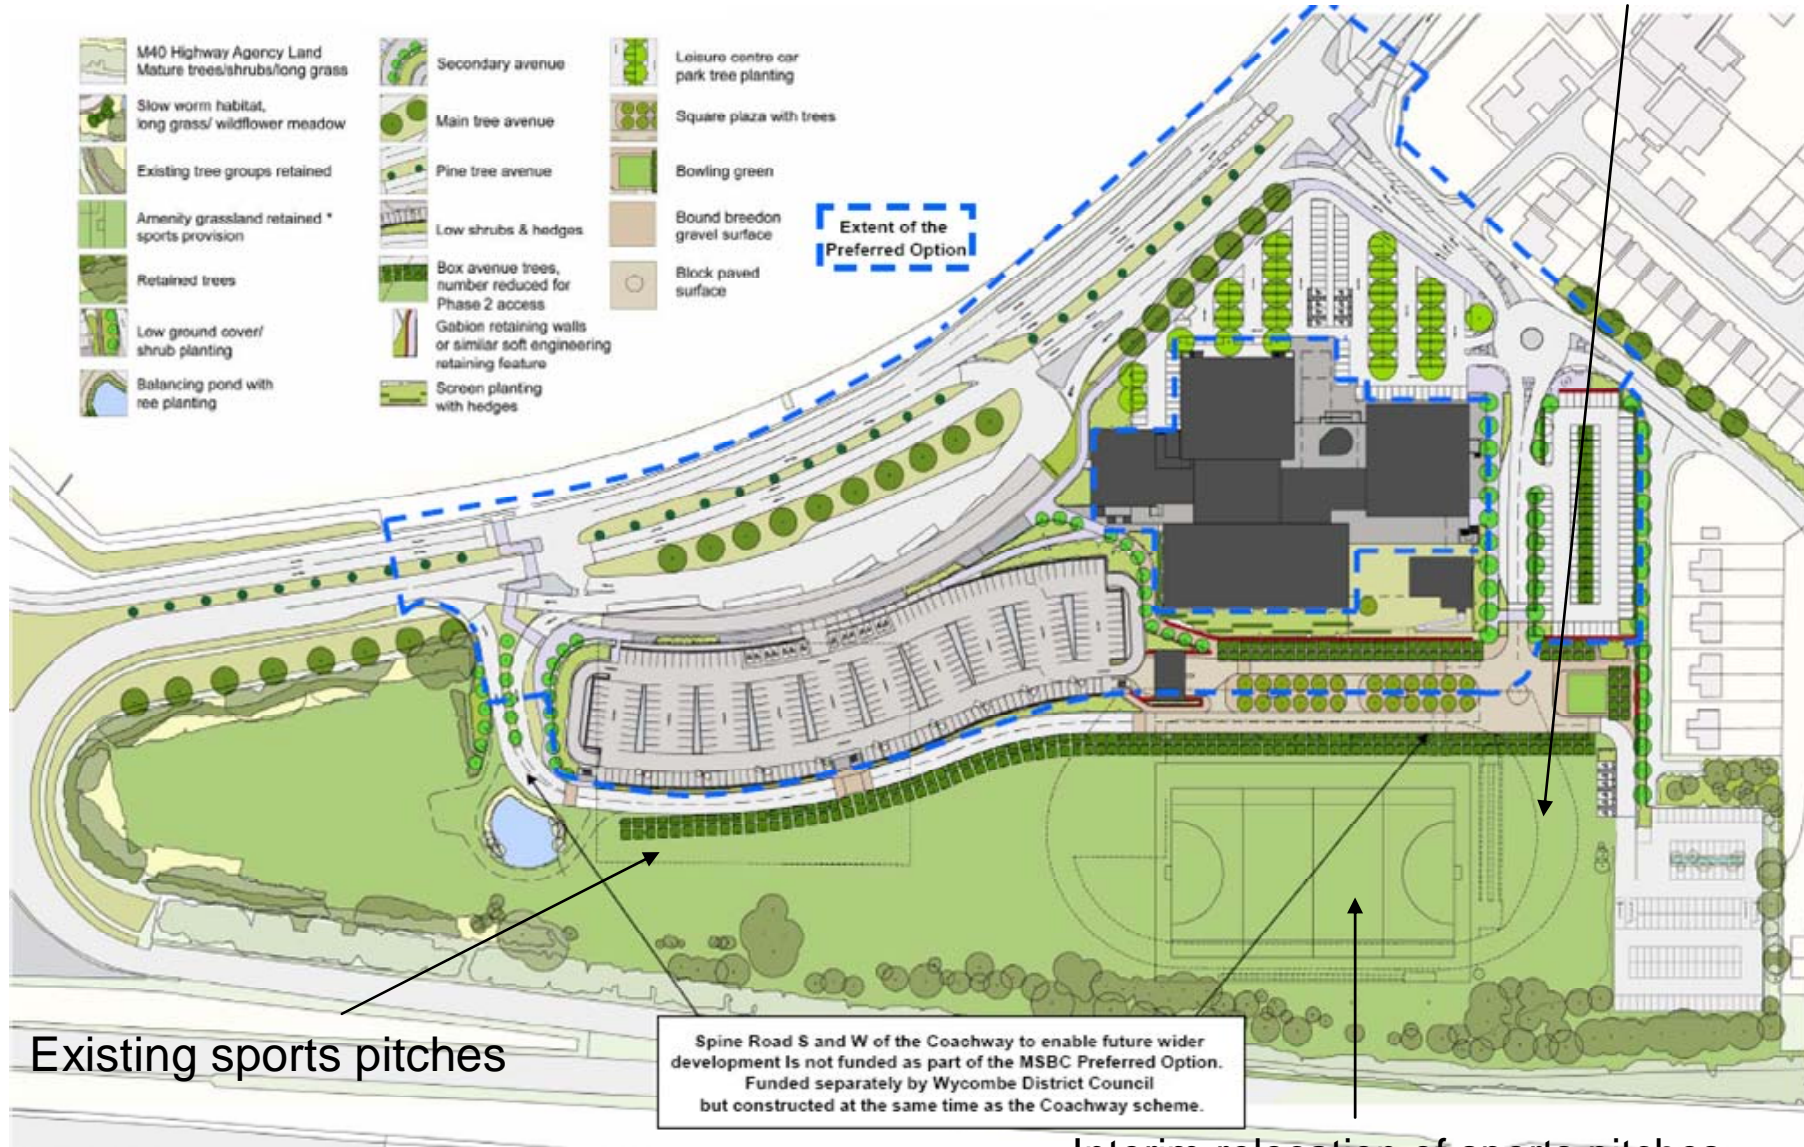 M40 Highway Agency Land
Mature trees/shrubs/long grass
Slow worm habitat,
long grass/ wildflower meadow
Existing tree groups retained
Amenity grassland retained *
sports provision
Retained trees
Low ground cover/
shrub planting
Balancing pond with
ree planting
Secondary avenue
Main tree avenue
Pine tree avenue
Low shrubs & hedges
Box avenue trees,
number reduced for
Phase 2 access
Gabion retaining walls
or similar soft engineering
retaining feature
Screen planting
with hedges
Leisure centre car
park tree planting
Square plaza with trees
Bowling green
Bound breedon
gravel surface
Block paved
surface
Extent of the
Preferred Option
Existing sports pitches
Spine Road S and W of the Coachway to enable future wider
development Is not funded as part of the MSBC Preferred Option.
Funded separately by Wycombe District Council
but constructed at the same time as the Coachway scheme.
Interim relocation of sports pitches